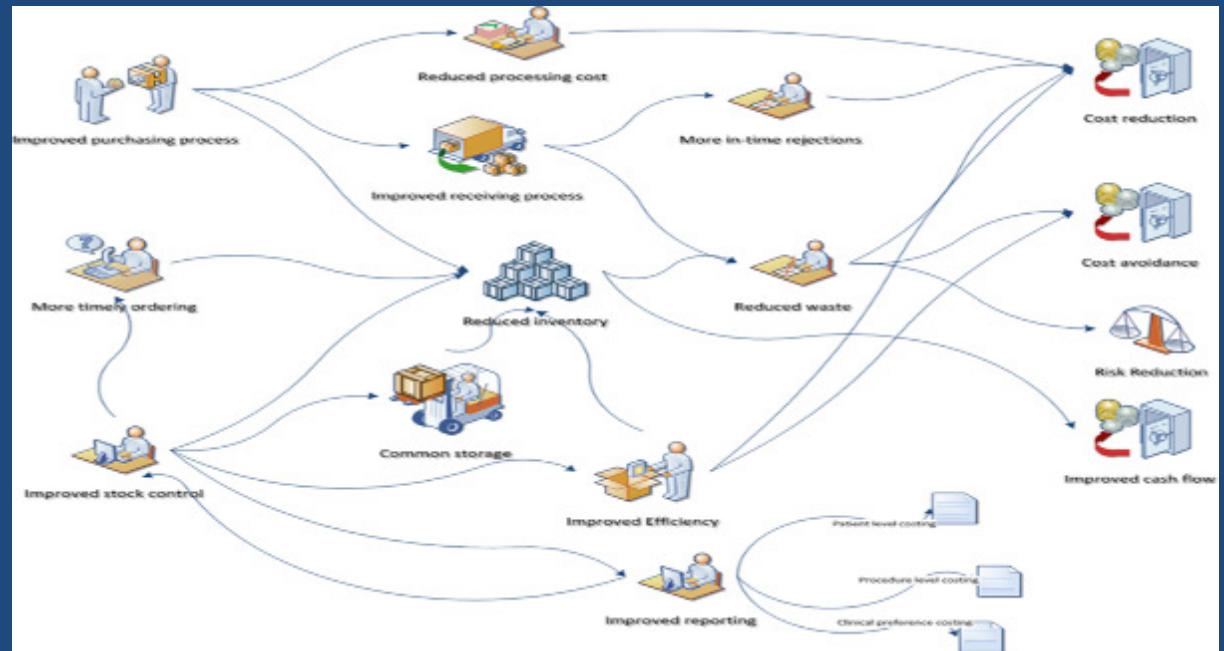 Reduced processing cost
Cost reduction
Improved purchasing process
More in-time rejections
Improved receiving process
Cost avoidance
More timely ordering
Reduced inventory
Reduced waste
Risk Reduction
Common storage
Improved cash flow
Improved stock control
Improved Efficiency
Patient level costing
Procedure level costing
Improved reporting
Clinical preference costing